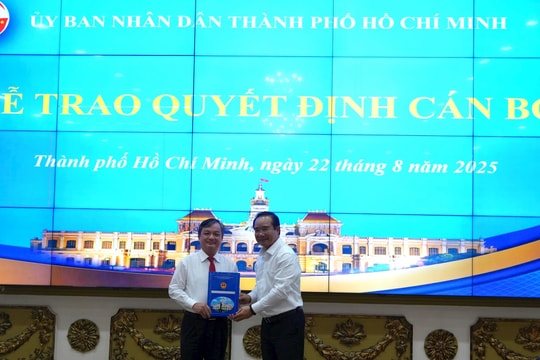 ỦY BAN NHÂN DÂN THÀNH PHỐ HỒ CHÍ MINH
Ễ TRAO QUYẾT ĐỊNH CÁN BỘ
Thành phố Hồ Chí Minh, ngày 22 tháng 8 năm 2025